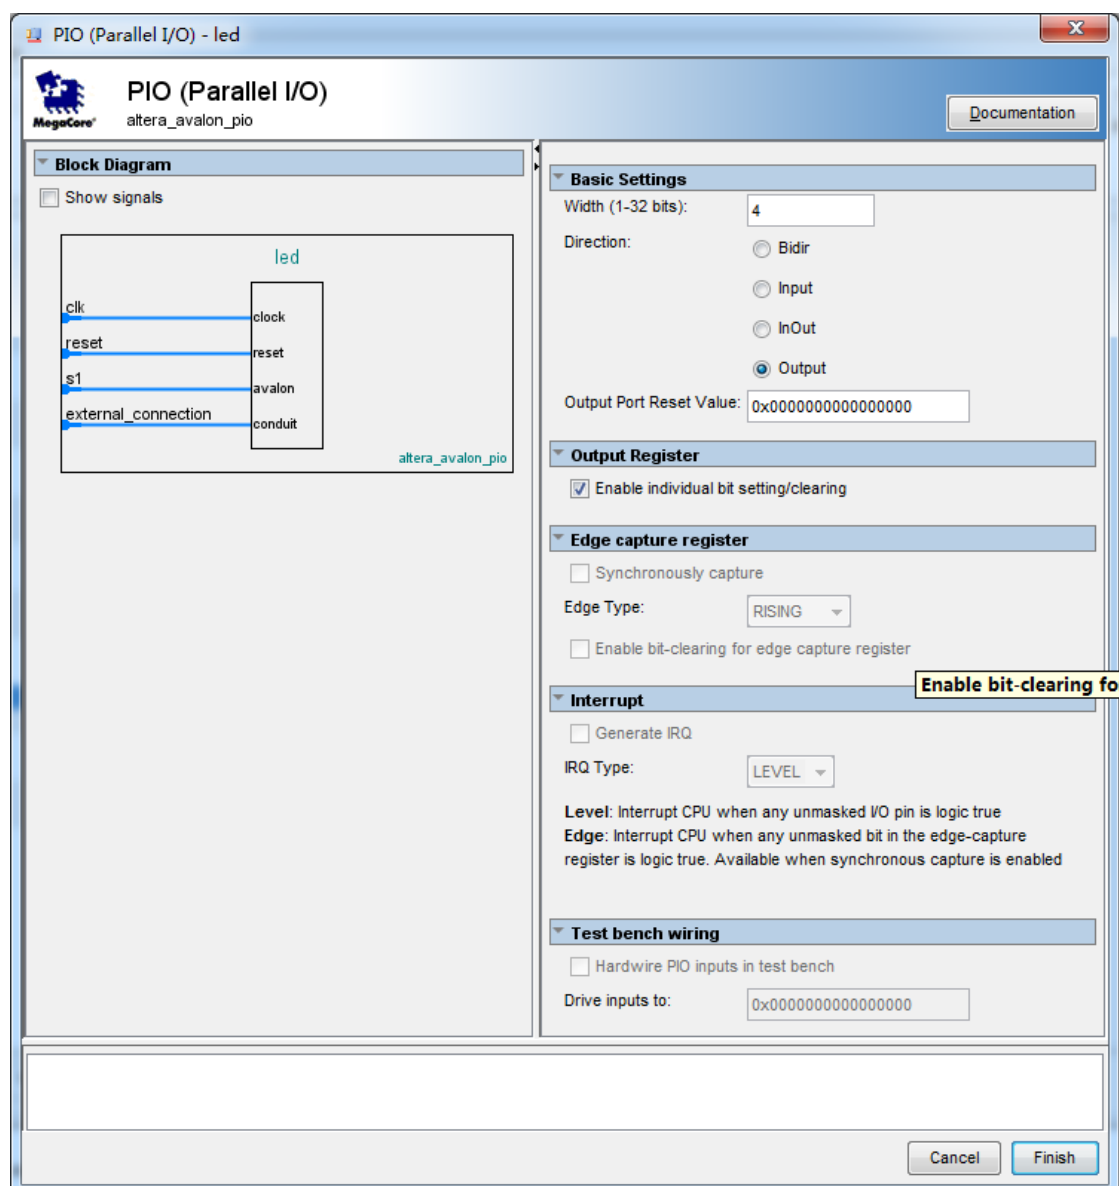 PIO (Parallel I/O) - led
MegaCore®
PIO (Parallel I/O)
altera_avalon_pio
Documentation
Block Diagram
Show signals
led
clk
clock
reset
reset
s1
avalon
external_connection
conduit
altera_avalon_pio
Basic Settings
Width (1-32 bits): 4
Direction:
Bidir
Input
InOut
Output
Output Port Reset Value: 0x0000000000000000
Output Register
Enable individual bit setting/clearing
Edge capture register
Synchronously capture
Edge Type: RISING
Enable bit-clearing for edge capture register
Enable bit-clearing fo
Interrupt
Generate IRQ
IRQ Type: LEVEL
Level: Interrupt CPU when any unmasked I/O pin is logic true
Edge: Interrupt CPU when any unmasked bit in the edge-capture
register is logic true. Available when synchronous capture is enabled
Test bench wiring
Hardwire PIO inputs in test bench
Drive inputs to: 0x0000000000000000
Cancel
Finish